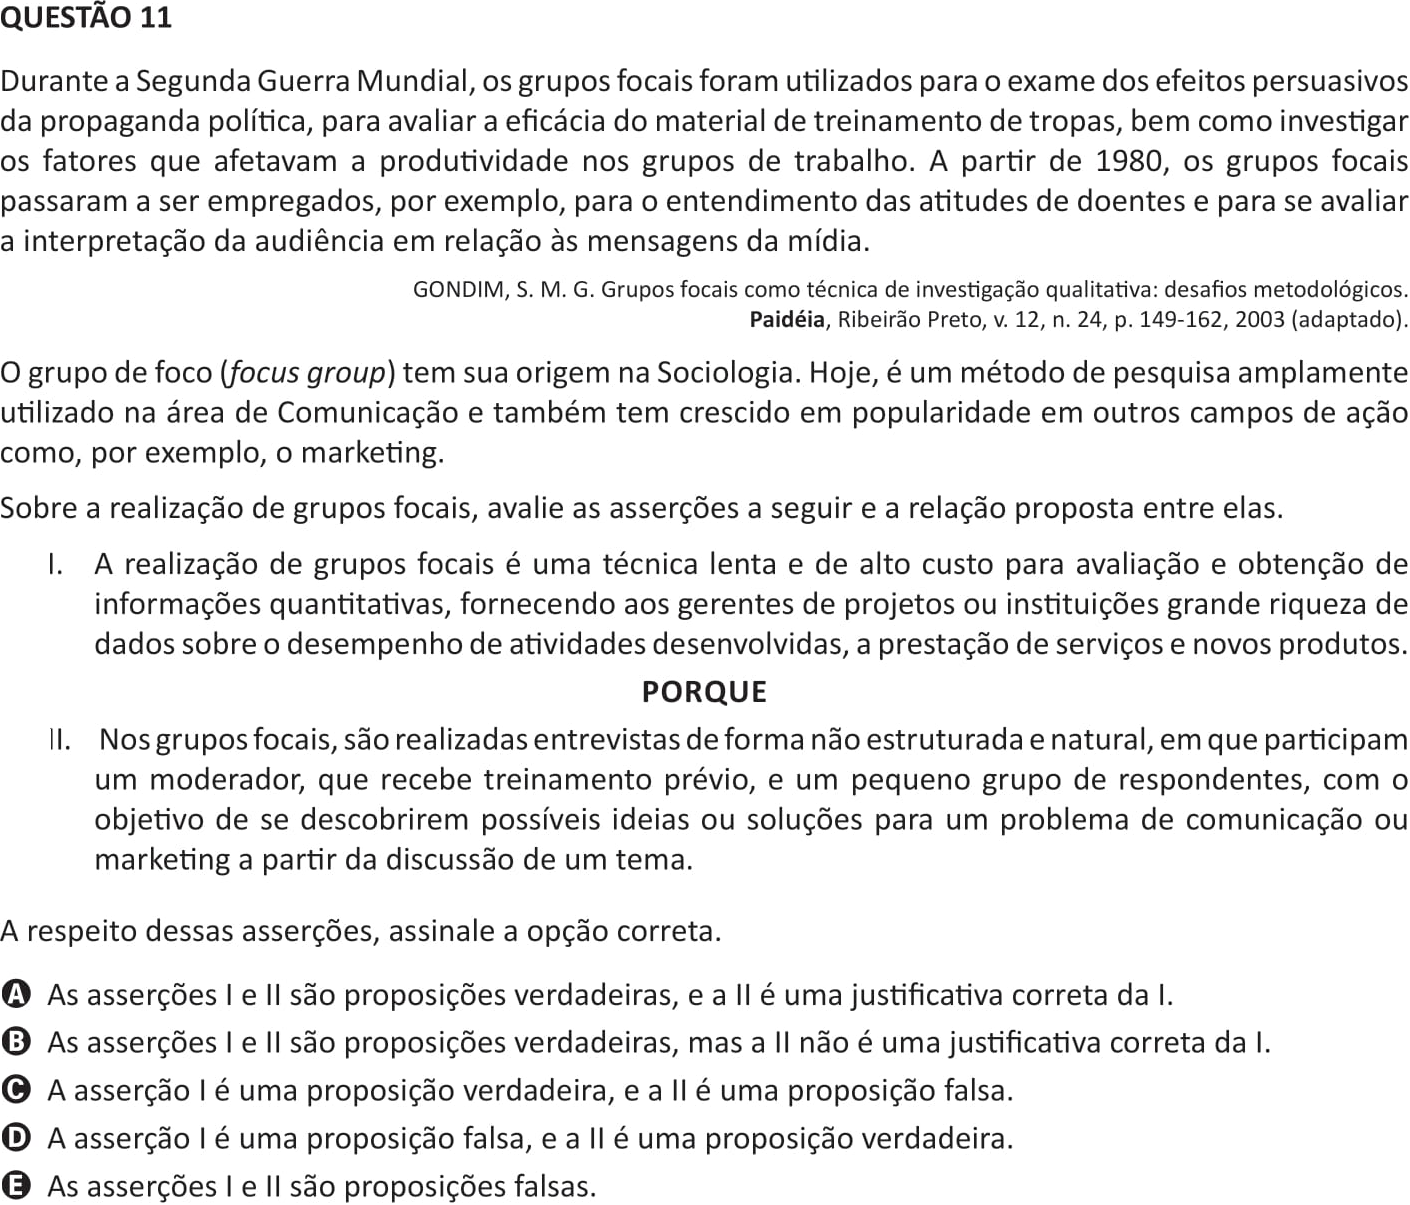 QUESTÃO 11
Durante a Segunda Guerra Mundial, os grupos focais foram utilizados para o exame dos efeitos persuasivos
da propaganda política, para avaliar a eficácia do material de treinamento de tropas, bem como investigar
os fatores que afetavam a produtividade nos grupos de trabalho. A partir de 1980, os grupos focais
passaram a ser empregados, por exemplo, para o entendimento das atitudes de doentes e para se avaliar
a interpretação da audiência em relação às mensagens da mídia.
GONDIM, S. M. G. Grupos focais como técnica de investigação qualitativa: desafios metodológicos.
Paidéia, Ribeirão Preto, v. 12, n. 24, p. 149-162, 2003 (adaptado).
O grupo de foco (focus group) tem sua origem na Sociologia. Hoje, é um método de pesquisa amplamente
utilizado na área de Comunicação e também tem crescido em popularidade em outros campos de ação
como, por exemplo, o marketing.
Sobre a realização de grupos focais, avalie as asserções a seguir e a relação proposta entre elas.
I. A realização de grupos focais é uma técnica lenta e de alto custo para avaliação e obtenção de
informações quantitativas, fornecendo aos gerentes de projetos ou instituições grande riqueza de
dados sobre o desempenho de atividades desenvolvidas, a prestação de serviços e novos produtos.
PORQUE
II. Nos grupos focais, são realizadas entrevistas de forma não estruturada e natural, em que participam
um moderador, que recebe treinamento prévio, e um pequeno grupo de respondentes, com o
objetivo de se descobrirem possíveis ideias ou soluções para um problema de comunicação ou
marketing a partir da discussão de um tema.
A respeito dessas asserções, assinale a opção correta.
A As asserções I e II são proposições verdadeiras, e a II é uma justificativa correta da I.
B As asserções I e II são proposições verdadeiras, mas a II não é uma justificativa correta da I.
C A asserção I é uma proposição verdadeira, e a II é uma proposição falsa.
D A asserção I é uma proposição falsa, e a II é uma proposição verdadeira.
E As asserções I e II são proposições falsas.